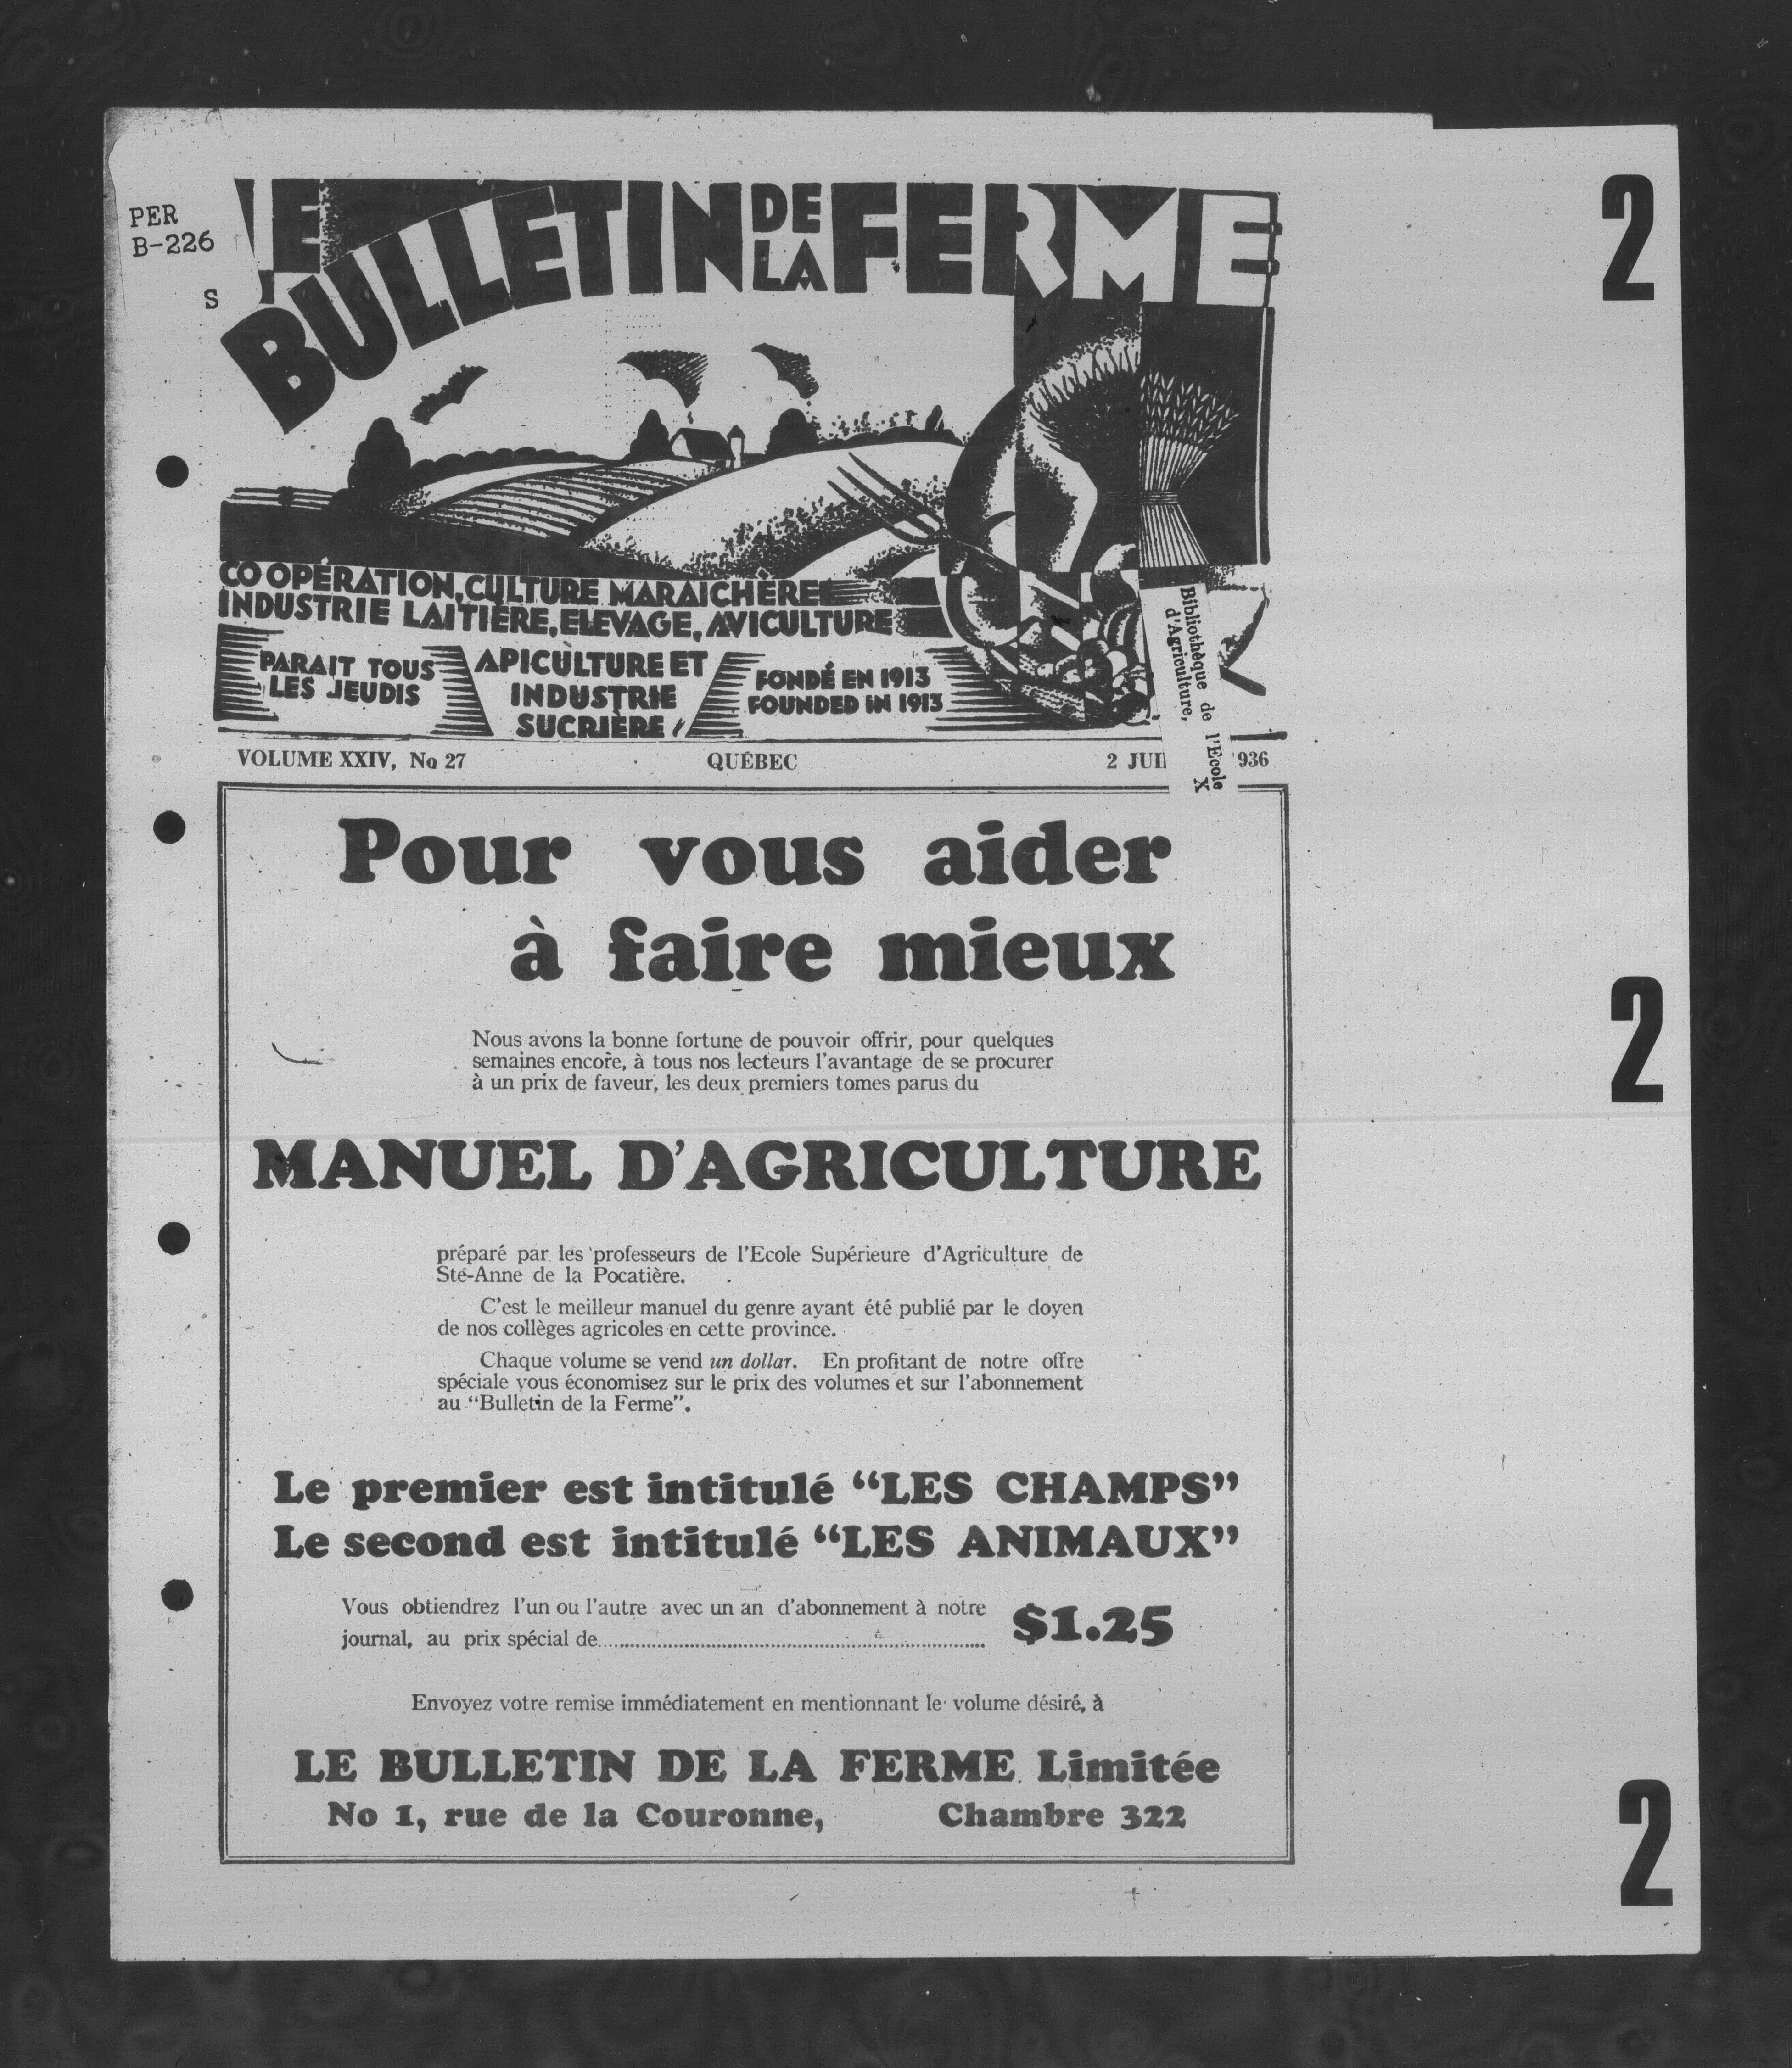 PER
B-226
S
LE BULLETIN DE LA FERME
COOPÉRATION, CULTURE MARAICHÈRE
INDUSTRIE LAITIÈRE, ELEVAGE, AVICULTURE
PARAIT TOUS
LES JEUDIS
APICULTURE ET
INDUSTRIE
SUCRIÈRE
FONDÉ EN 1913
FOUNDED IN 1913
Bibliothèque de l'Ecole
d'Agriculture, X
VOLUME XXIV, No 27 QUÉBEC 2 JUI 936
Pour vous aider
à faire mieux
Nous avons la bonne fortune de pouvoir offrir, pour quelques
semaines encore, à tous nos lecteurs l'avantage de se procurer
à un prix de faveur, les deux premiers tomes parus du
MANUEL D'AGRICULTURE
préparé par les professeurs de l'Ecole Supérieure d'Agriculture de
Ste-Anne de la Pocatière.
C'est le meilleur manuel du genre ayant été publié par le doyen
de nos collèges agricoles en cette province.
Chaque volume se vend un dollar. En profitant de notre offre
spéciale vous économisez sur le prix des volumes et sur l'abonnement
au "Bulletin de la Ferme".
Le premier est intitulé "LES CHAMPS"
Le second est intitulé "LES ANIMAUX"
Vous obtiendrez l'un ou l'autre avec un an d'abonnement à notre
journal, au prix spécial de........ $1.25
Envoyez votre remise immédiatement en mentionnant le volume désiré, à
LE BULLETIN DE LA FERME Limitée
No 1, rue de la Couronne, Chambre 322
2
2
2